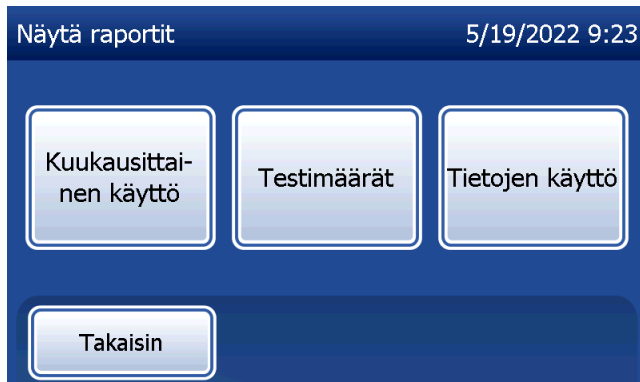 Näytä raportit 5/19/2022 9:23
Kuukausittai-
nen käyttö
Testimäärät
Tietojen käyttö
Takaisin